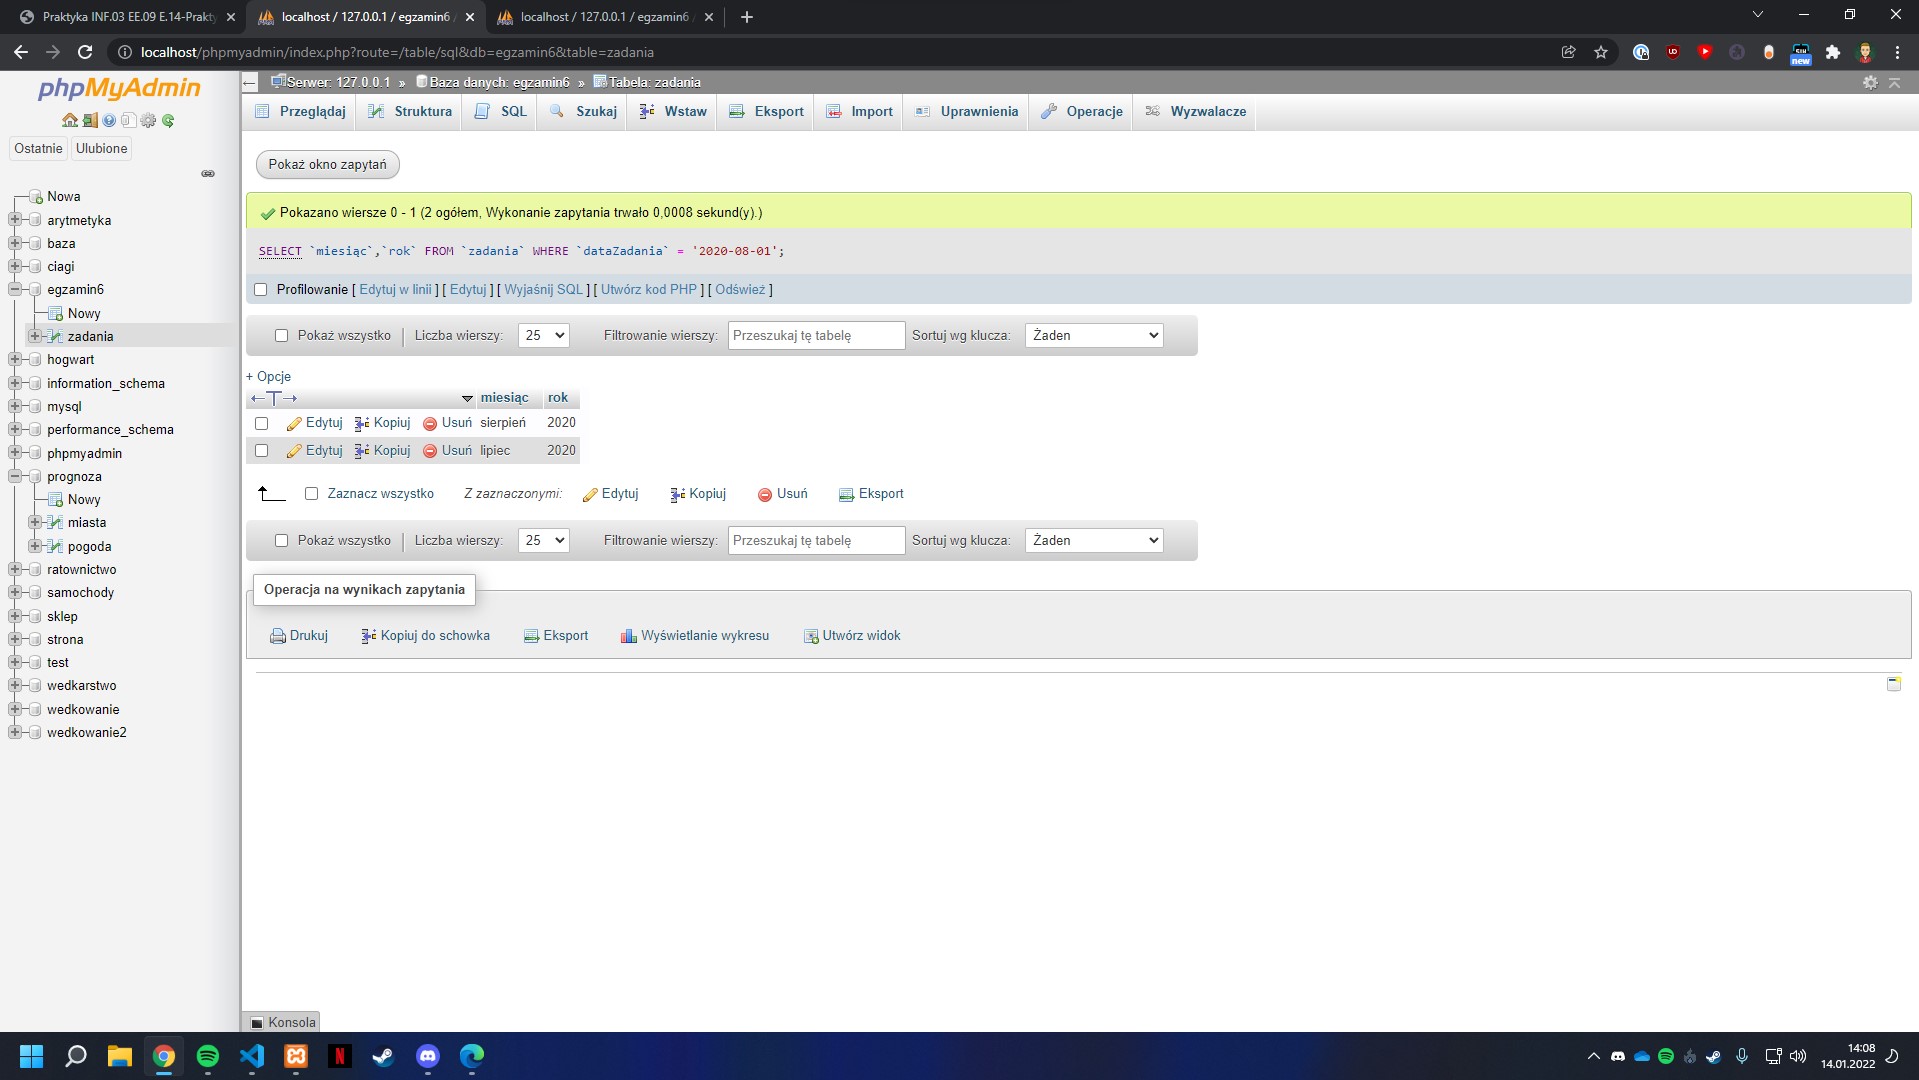 Praktyka INF.03 EE.09 E.14-Prakty
localhost / 127.0.0.1 / egzamin6 /
localhost / 127.0.0.1 / egzamin6
localhost/phpmyadmin/index.php?route=/table/sql&db=egzamin6&table=zadania
new
phpMyAdmin
Ostatnie
Ulubione
Nowa
arytmetyka
baza
ciagi
egzamin6
Nowy
zadania
hogwart
information_schema
mysql
performance_schema
phpmyadmin
prognoza
Nowy
miasta
pogoda
ratownictwo
samochody
sklep
strona
test
wedkarstwo
wedkowanie
wedkowanie2
Serwer: 127.0.0.1 » Baza danych: egzamin6 » Tabela: zadania
Przeglądaj Struktura SQL Szukaj Wstaw Eksport Import Uprawnienia Operacje Wyzwalacze
Pokaż okno zapytań
Pokazano wiersze 0 - 1 (2 ogółem, Wykonanie zapytania trwało 0,0008 sekund(y).)
SELECT `miesiąc`,`rok` FROM `zadania` WHERE `dataZadania` = '2020-08-01';
Profilowanie [ Edytuj w linii ] [ Edytuj ] [ Wyjaśnij SQL ] [ Utwórz kod PHP ] [ Odśwież ]
Pokaż wszystko | Liczba wierszy: 25 Filtrowanie wierszy: Przeszukaj tę tabelę Sortuj wg klucza: Żaden
+ Opcje
←T→ miesiąc rok
Edytuj Kopiuj Usuń sierpień 2020
Edytuj Kopiuj Usuń lipiec 2020
Zaznacz wszystko Z zaznaczonymi: Edytuj Kopiuj Usuń Eksport
Pokaż wszystko | Liczba wierszy: 25 Filtrowanie wierszy: Przeszukaj tę tabelę Sortuj wg klucza: Żaden
Operacja na wynikach zapytania
Drukuj Kopiuj do schowka Eksport Wyświetlanie wykresu Utwórz widok
Konsola
14:08
14.01.2022